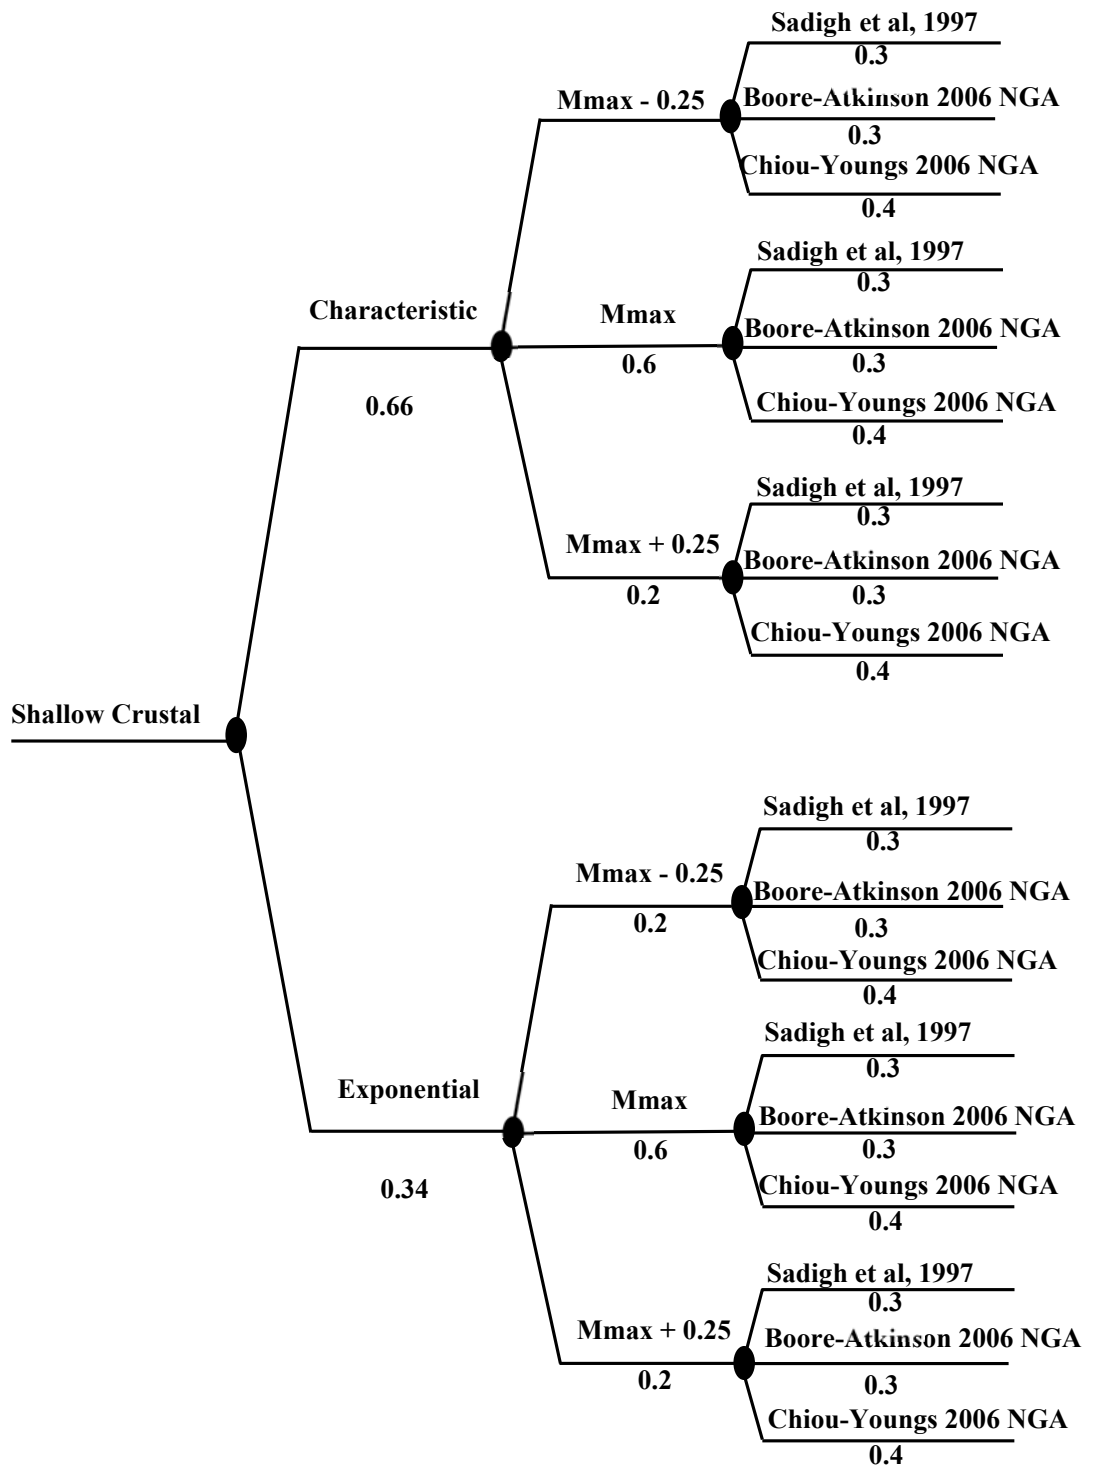 Sadigh et al, 1997
0.3
Mmax - 0.25
Boore-Atkinson 2006 NGA
0.3
Chiou-Youngs 2006 NGA
0.4
Sadigh et al, 1997
0.3
Characteristic
Mmax
Boore-Atkinson 2006 NGA
0.6
0.3
0.66
Chiou-Youngs 2006 NGA
0.4
Sadigh et al, 1997
0.3
Mmax + 0.25
Boore-Atkinson 2006 NGA
0.2
0.3
Chiou-Youngs 2006 NGA
0.4
Shallow Crustal
Sadigh et al, 1997
0.3
Mmax - 0.25
Boore-Atkinson 2006 NGA
0.2
0.3
Chiou-Youngs 2006 NGA
0.4
Sadigh et al, 1997
0.3
Exponential
Mmax
Boore-Atkinson 2006 NGA
0.6
0.3
0.34
Chiou-Youngs 2006 NGA
0.4
Sadigh et al, 1997
0.3
Mmax + 0.25
Boore-Atkinson 2006 NGA
0.2
0.3
Chiou-Youngs 2006 NGA
0.4